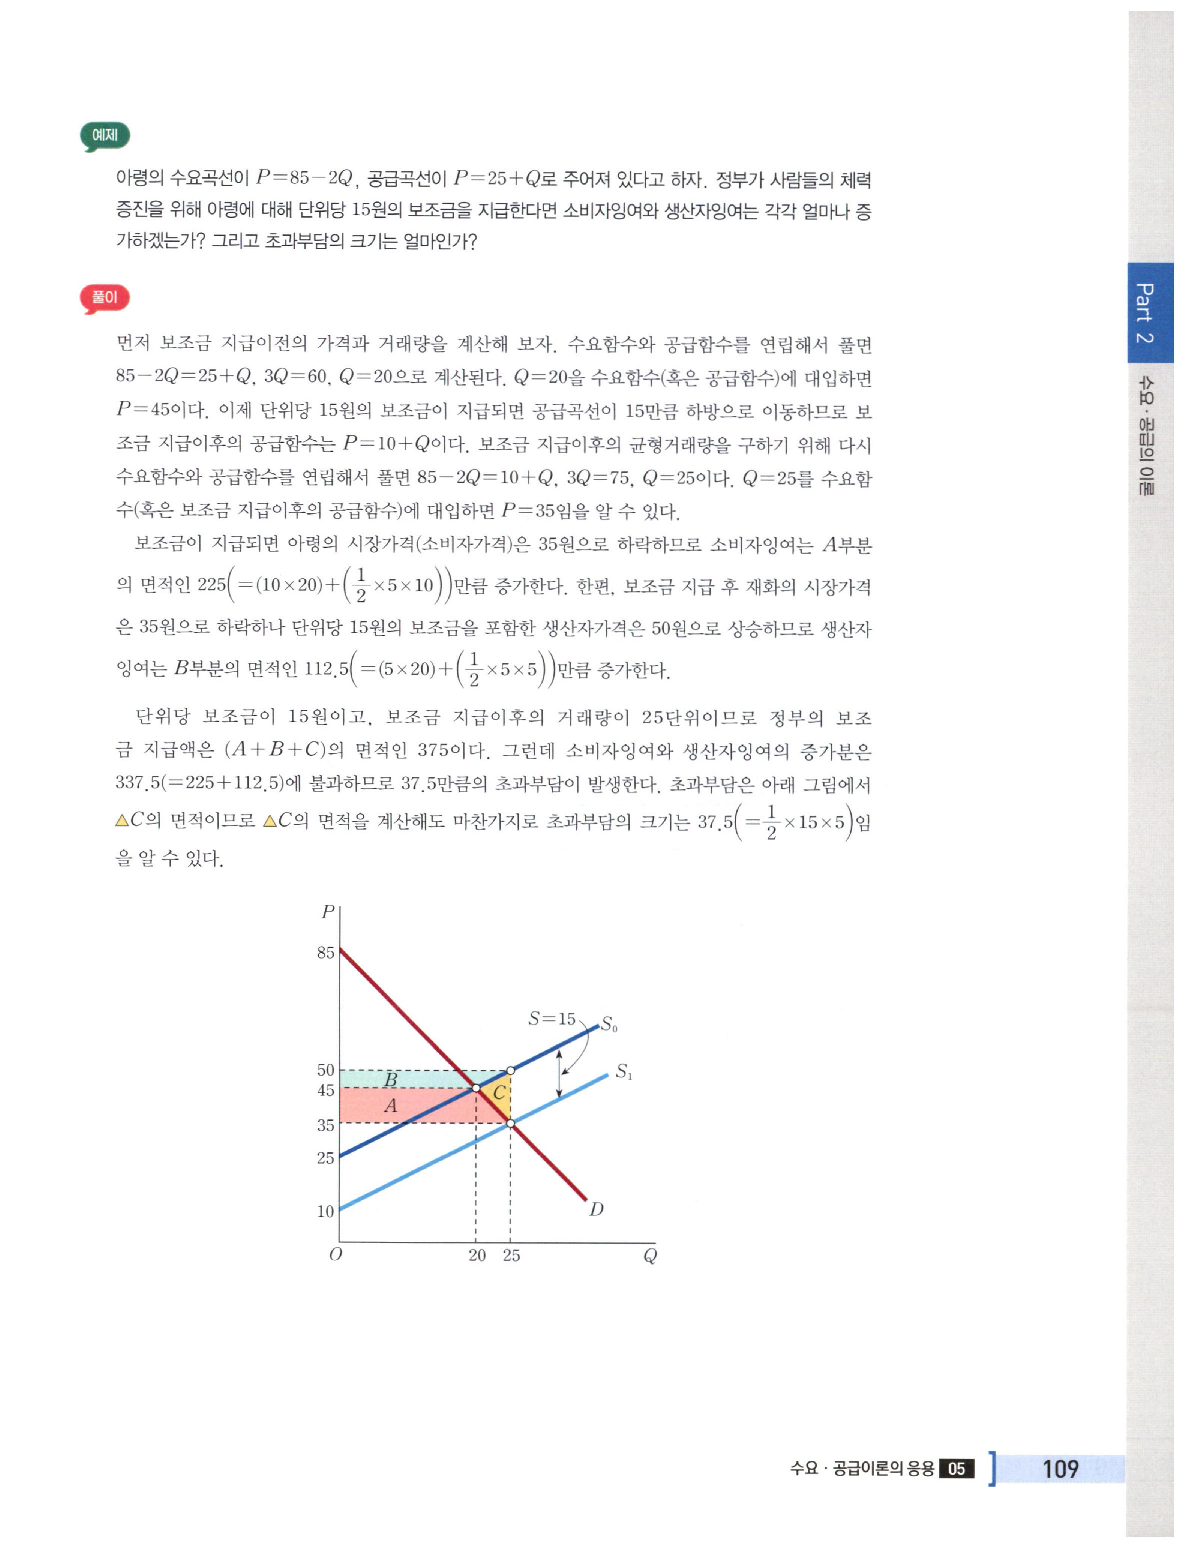 예제
아령의 수요곡선이 P=85−2Q, 공급곡선이 P=25+Q로 주어져 있다고 하자. 정부가 사람들의 체력
증진을 위해 아령에 대해 단위당 15원의 보조금을 지급한다면 소비자잉여와 생산자잉여는 각각 얼마나 증
가하겠는가? 그리고 초과부담의 크기는 얼마인가?
풀이
먼저 보조금 지급이전의 가격과 거래량을 계산해 보자. 수요함수와 공급함수를 연립해서 풀면
85−2Q=25+Q, 3Q=60, Q=20으로 계산된다. Q=20을 수요함수(혹은 공급함수)에 대입하면
P=45이다. 이제 단위당 15원의 보조금이 지급되면 공급곡선이 15만큼 하방으로 이동하므로 보
조금 지급이후의 공급함수는 P=10+Q이다. 보조금 지급이후의 균형거래량을 구하기 위해 다시
수요함수와 공급함수를 연립해서 풀면 85−2Q=10+Q, 3Q=75, Q=25이다. Q=25를 수요함
수(혹은 보조금 지급이후의 공급함수)에 대입하면 P=35임을 알 수 있다.
보조금이 지급되면 아령의 시장가격(소비자가격)은 35원으로 하락하므로 소비자잉여는 A부분
의 면적인 225(=(10×20)+(1/2×5×10))만큼 증가한다. 한편, 보조금 지급 후 재화의 시장가격
은 35원으로 하락하나 단위당 15원의 보조금을 포함한 생산자가격은 50원으로 상승하므로 생산자
잉여는 B부분의 면적인 112.5(=(5×20)+(1/2×5×5))만큼 증가한다.
단위당 보조금이 15원이고, 보조금 지급이후의 거래량이 25단위이므로 정부의 보조
금 지급액은 (A+B+C)의 면적인 375이다. 그런데 소비자잉여와 생산자잉여의 증가분은
337.5(=225+112.5)에 불과하므로 37.5만큼의 초과부담이 발생한다. 초과부담은 아래 그림에서
△C의 면적이므로 △C의 면적을 계산해도 마찬가지로 초과부담의 크기는 37.5(=1/2×15×5)임
을 알 수 있다.
P
85
S=15
S₀
50
B
S₁
45
C
A
35
25
10
D
O
20 25
Q
Part 2
수요·공급의 이론
수요·공급이론의 응용 05
109